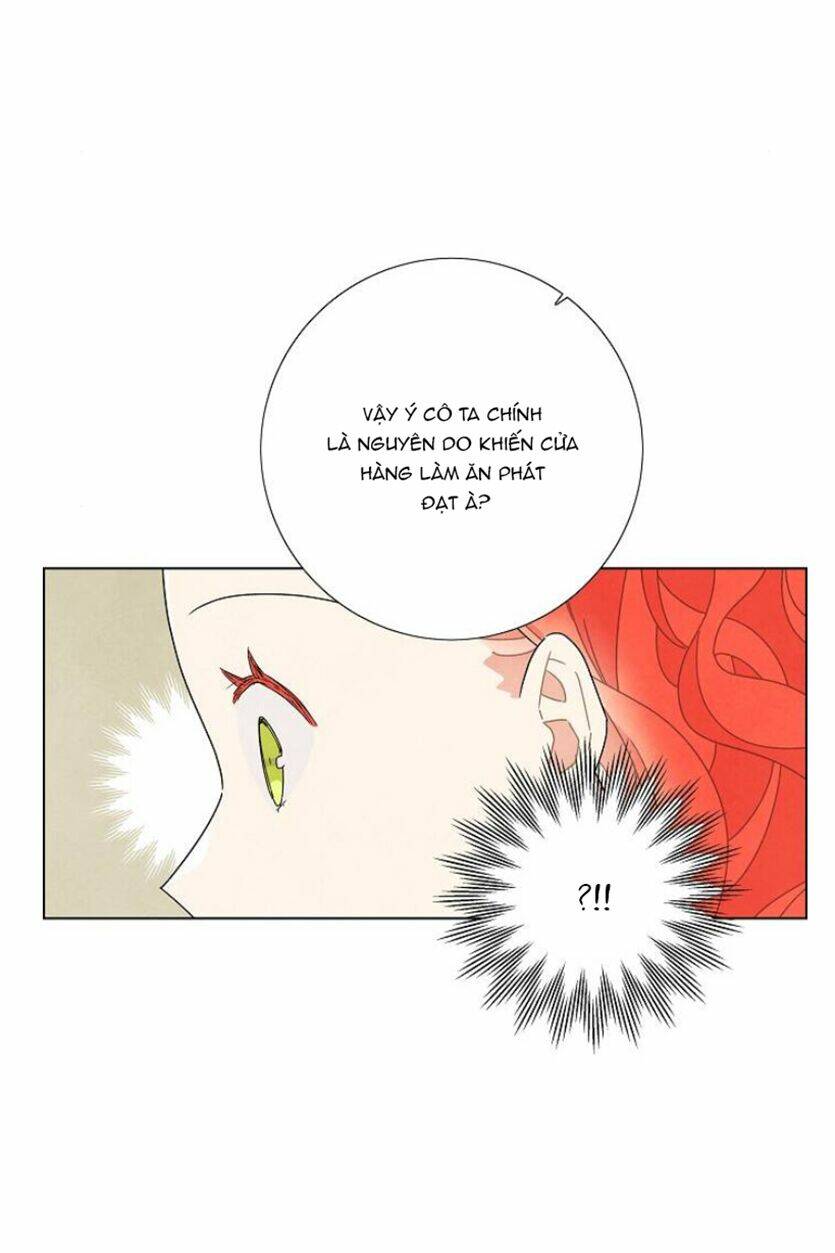 VẬY Ý CÔ TA CHÍNH
LÀ NGUYÊN DO KHIẾN CỬA
HÀNG LÀM ĂN PHÁT
ĐẠT À?
?!!